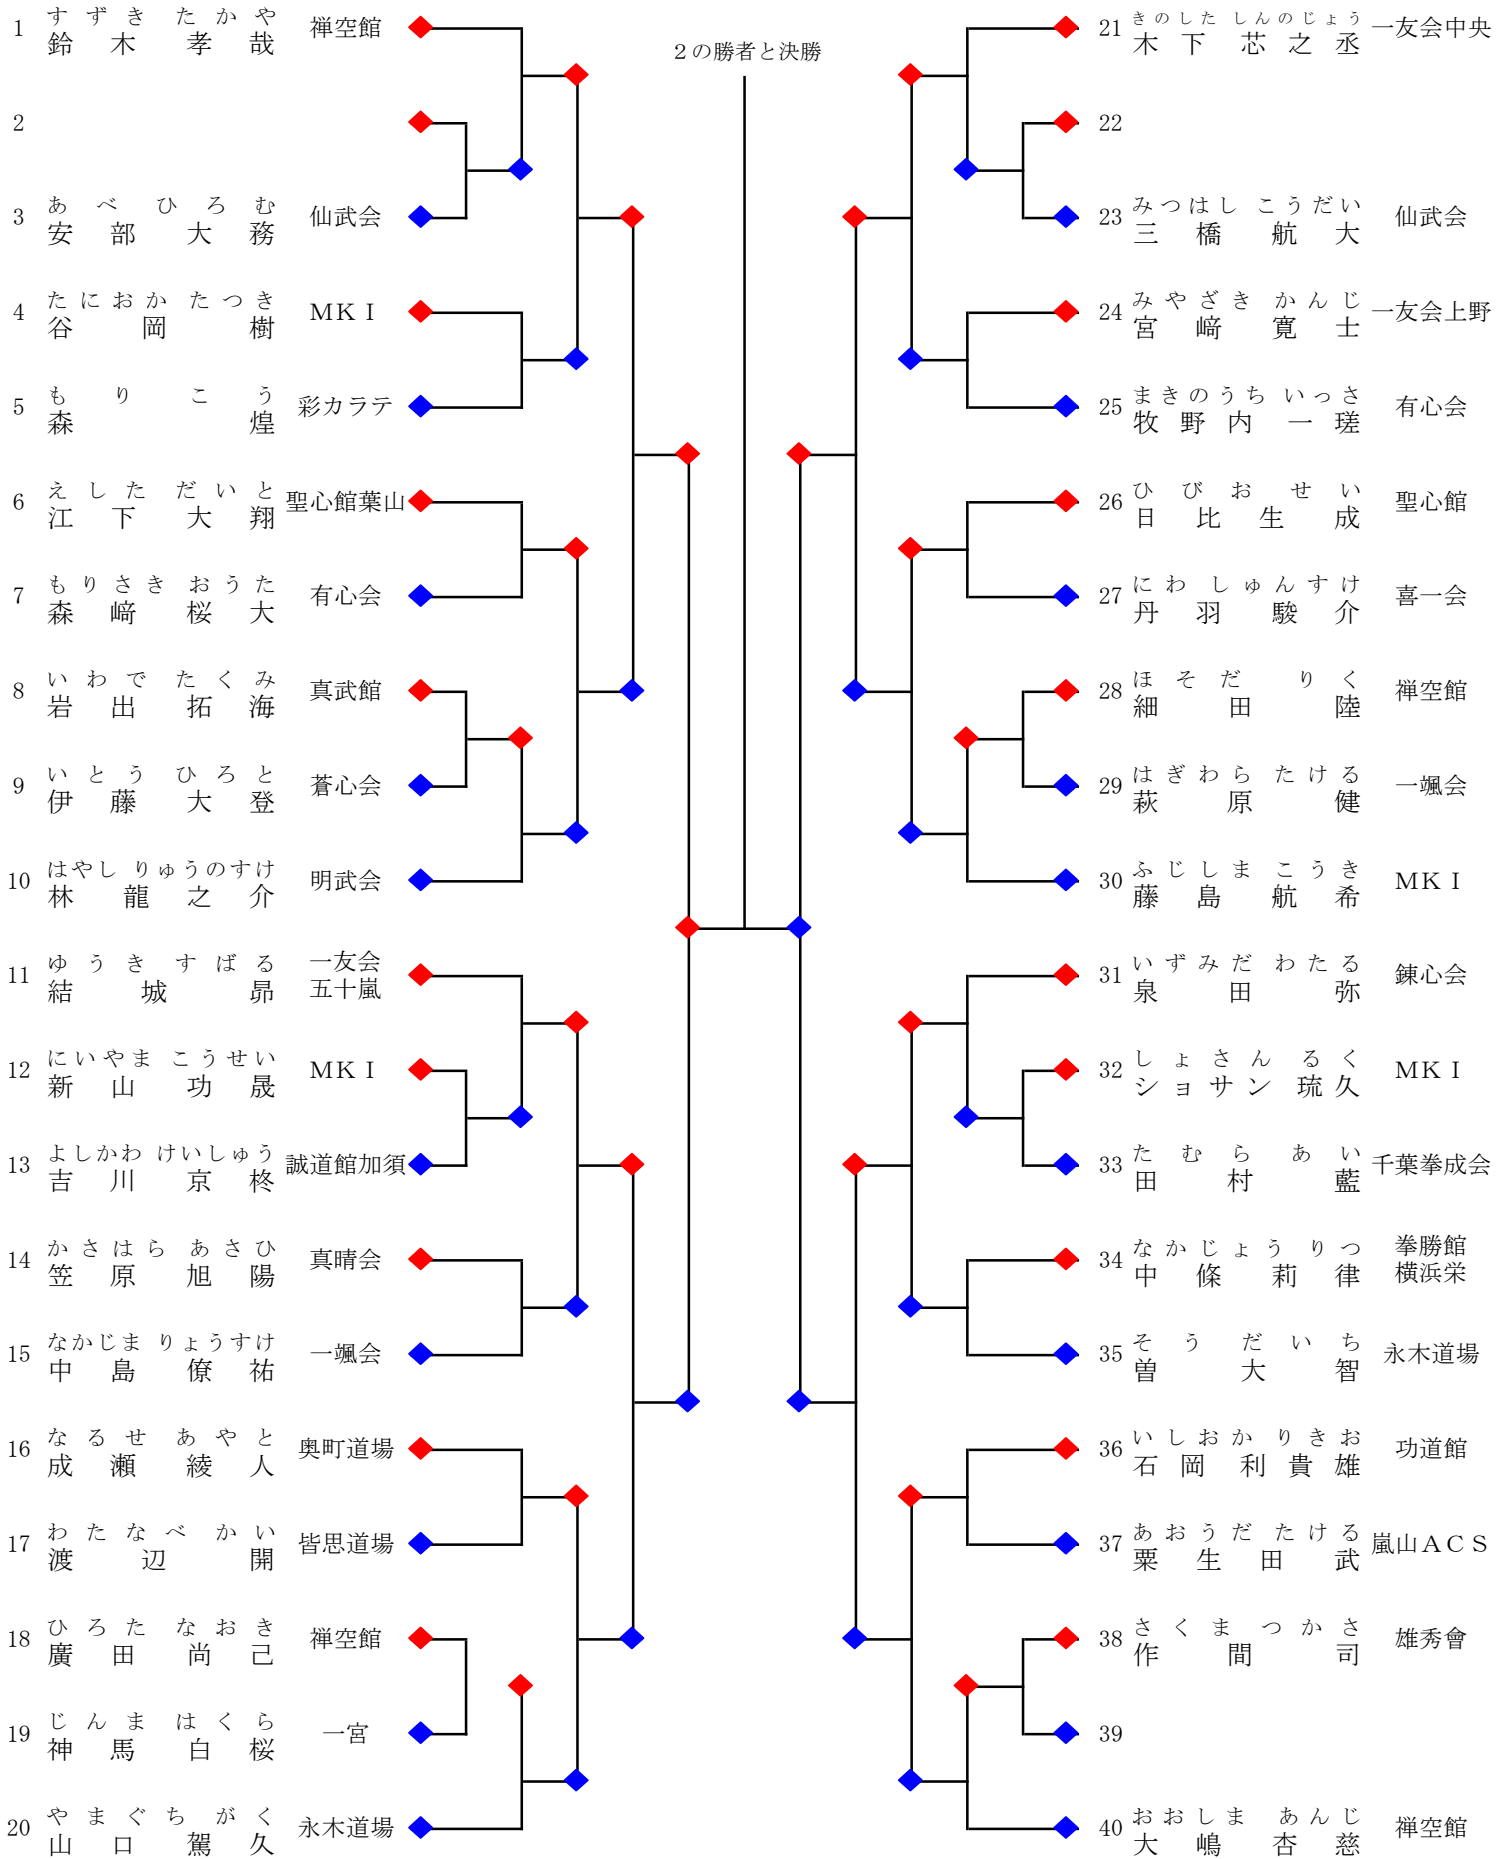 2の勝者と決勝
1 すずき たかや 禅空館
鈴木 孝哉
2
3 あべ ひろむ 仙武会
安部 大務
4 たにおか たつき MKI
谷岡 樹
5 もり こう 彩カラテ
森 煌
6 えした だいと 聖心館葉山
江下 大翔
7 もりさき おうた 有心会
森﨑 桜大
8 いわで たくみ 真武館
岩出 拓海
9 いとう ひろと 蒼心会
伊藤 大登
10 はやし りゅうのすけ 明武会
林 龍之介
11 ゆうき すばる 一友会
結城 昴 五十嵐
12 にいやま こうせい MKI
新山 功晟
13 よしかわ けいしゅう 誠道館加須
吉川 京柊
14 かさはら あさひ 真晴会
笠原 旭陽
15 なかじま りょうすけ 一颯会
中島 僚祐
16 なるせ あやと 奥町道場
成瀬 綾人
17 わたなべ かい 皆思道場
渡辺 開
18 ひろた なおき 禅空館
廣田 尚己
19 じんま はくら 一宮
神馬 白桜
20 やまぐち がく 永木道場
山口 駕久
21 きのした しんのじょう 一友会中央
木下 芯之丞
22
23 みつはし こうだい 仙武会
三橋 航大
24 みやざき かんじ 一友会上野
宮﨑 寛士
25 まきのうち いっさ 有心会
牧野内 一瑳
26 ひびおせい 聖心館
日比生成
27 にわ しゅんすけ 喜一会
丹羽 駿介
28 ほそだ りく 禅空館
細田 陸
29 はぎわら たける 一颯会
萩原 健
30 ふじしま こうき MKI
藤島 航希
31 いずみだ わたる 錬心会
泉田 弥
32 しょさん るく MKI
ショサン 琉久
33 たむら あい 千葉拳成会
田村 藍
34 なかじょう りつ 拳勝館
中條 莉律 横浜栄
35 そう だいち 永木道場
曽 大智
36 いしおか りきお 功道館
石岡 利貴雄
37 あおうだ たける 嵐山ACS
粟生田 武
38 さくま つかさ 雄秀會
作間 司
39
40 おおしま あんじ 禅空館
大嶋 杏慈